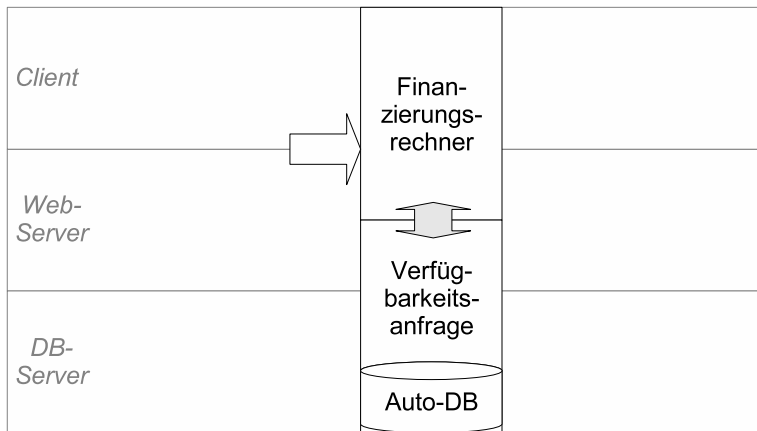 Client
Finan-
zierungs-
rechner
Web-
Server
Verfüg-
barkeits-
anfrage
DB-
Server
Auto-DB